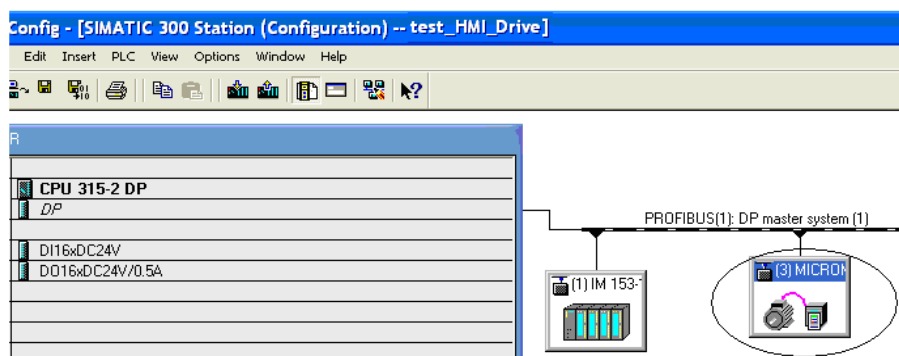 Config - [SIMATIC 300 Station (Configuration) -- test_HMI_Drive]
Edit Insert PLC View Options Window Help
R
CPU 315-2 DP
DP
DI16xDC24V
DO16xDC24V/0.5A
PROFIBUS(1): DP master system (1)
(1) IM 153-
(3) MICRO